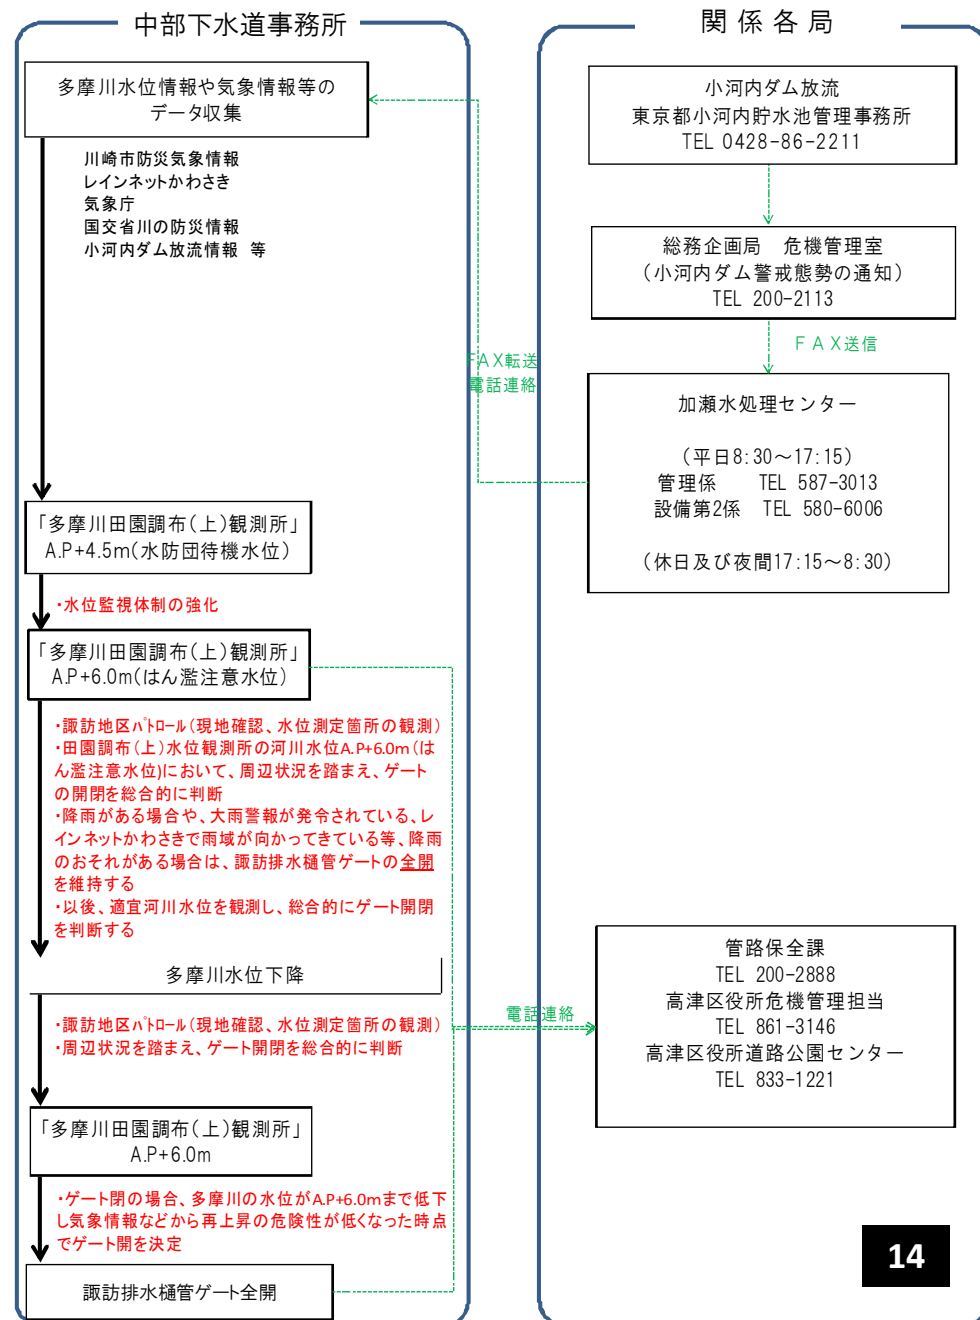 中部下水道事務所
多摩川水位情報や気象情報等の
データ収集
川崎市防災気象情報
レインネットかわさき
気象庁
国交省川の防災情報
小河内ダム放流情報 等
「多摩川田園調布(上)観測所」
A.P+4.5m(水防団待機水位)
・水位監視体制の強化
「多摩川田園調布(上)観測所」
A.P+6.0m(はん濫注意水位)
・諏訪地区パトロール(現地確認、水位測定箇所の観測)
・田園調布(上)水位観測所の河川水位A.P+6.0m(は
ん濫注意水位)において、周辺状況を踏まえ、ゲート
の開閉を総合的に判断
・降雨がある場合や、大雨警報が発令されている、レ
インネットかわさきで雨域が向かってきている等、降雨
のおそれがある場合は、諏訪排水樋管ゲートの全開
を維持する
・以後、適宜河川水位を観測し、総合的にゲート開閉
を判断する
多摩川水位下降
・諏訪地区パトロール(現地確認、水位測定箇所の観測)
・周辺状況を踏まえ、ゲート開閉を総合的に判断
「多摩川田園調布(上)観測所」
A.P+6.0m
・ゲート閉の場合、多摩川の水位がA.P+6.0mまで低下
し気象情報などから再上昇の危険性が低くなった時点
でゲート開を決定
諏訪排水樋管ゲート全開
FAX転送
電話連絡
電話連絡
関係各局
小河内ダム放流
東京都小河内貯水池管理事務所
TEL 0428-86-2211
総務企画局 危機管理室
(小河内ダム警戒態勢の通知)
TEL 200-2113
FAX送信
加瀬水処理センター
(平日8:30～17:15)
管理係 TEL 587-3013
設備第2係 TEL 580-6006
(休日及び夜間17:15～8:30)
管路保全課
TEL 200-2888
高津区役所危機管理担当
TEL 861-3146
高津区役所道路公園センター
TEL 833-1221
14